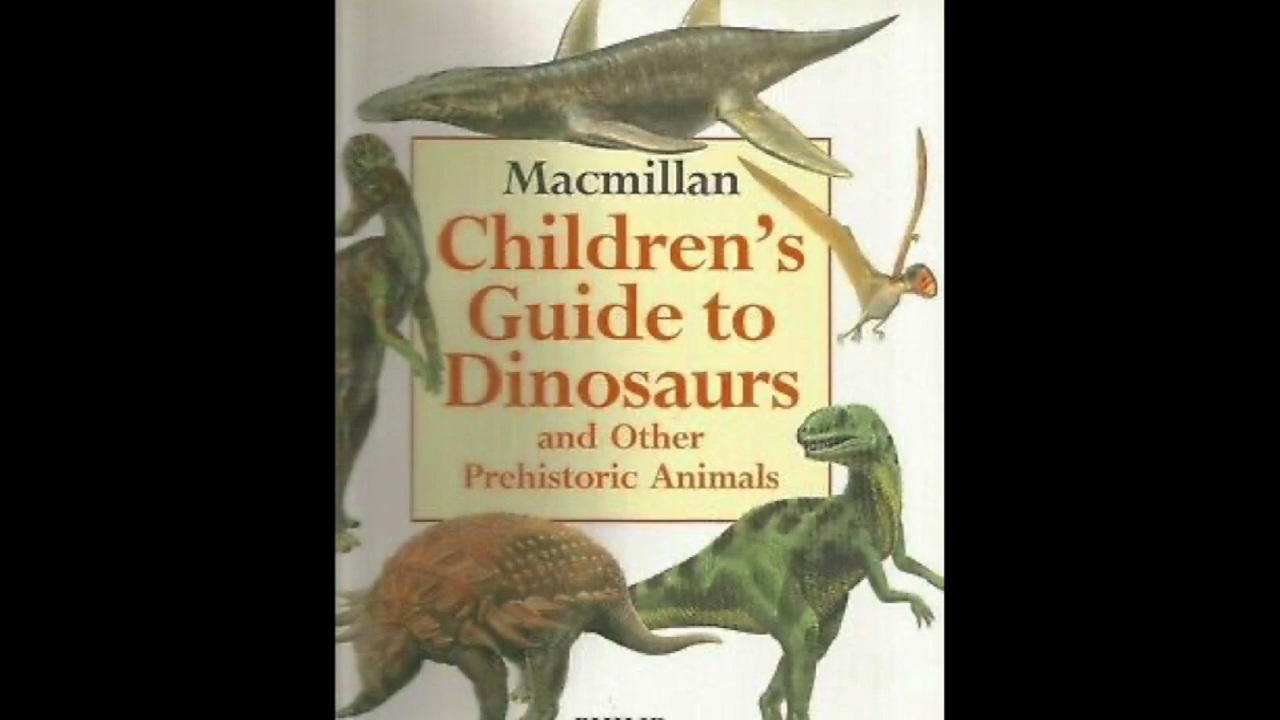 Macmillan
Children's
Guide to
Dinosaurs
and Other
Prehistoric Animals